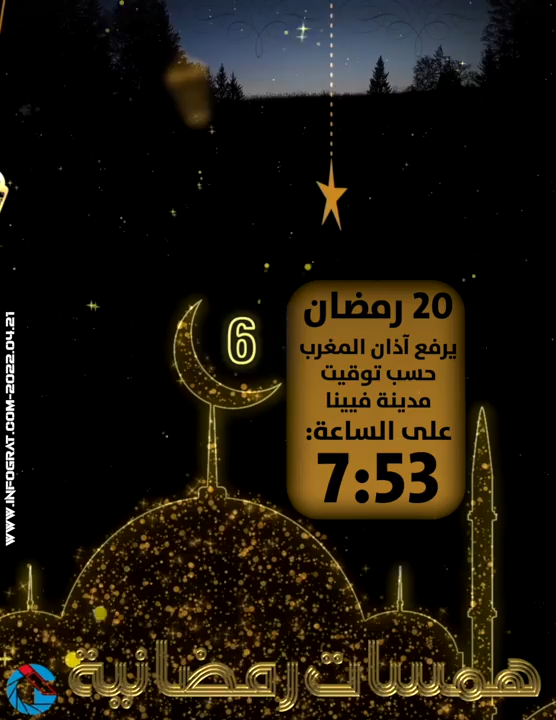 6
20 رمضان
يرفع آذان المغرب
حسب توقيت
مدينة فيينا
على الساعة:
7:53
WWW.INFOGRAT.COM-2022.04.21
همسات رمضانية